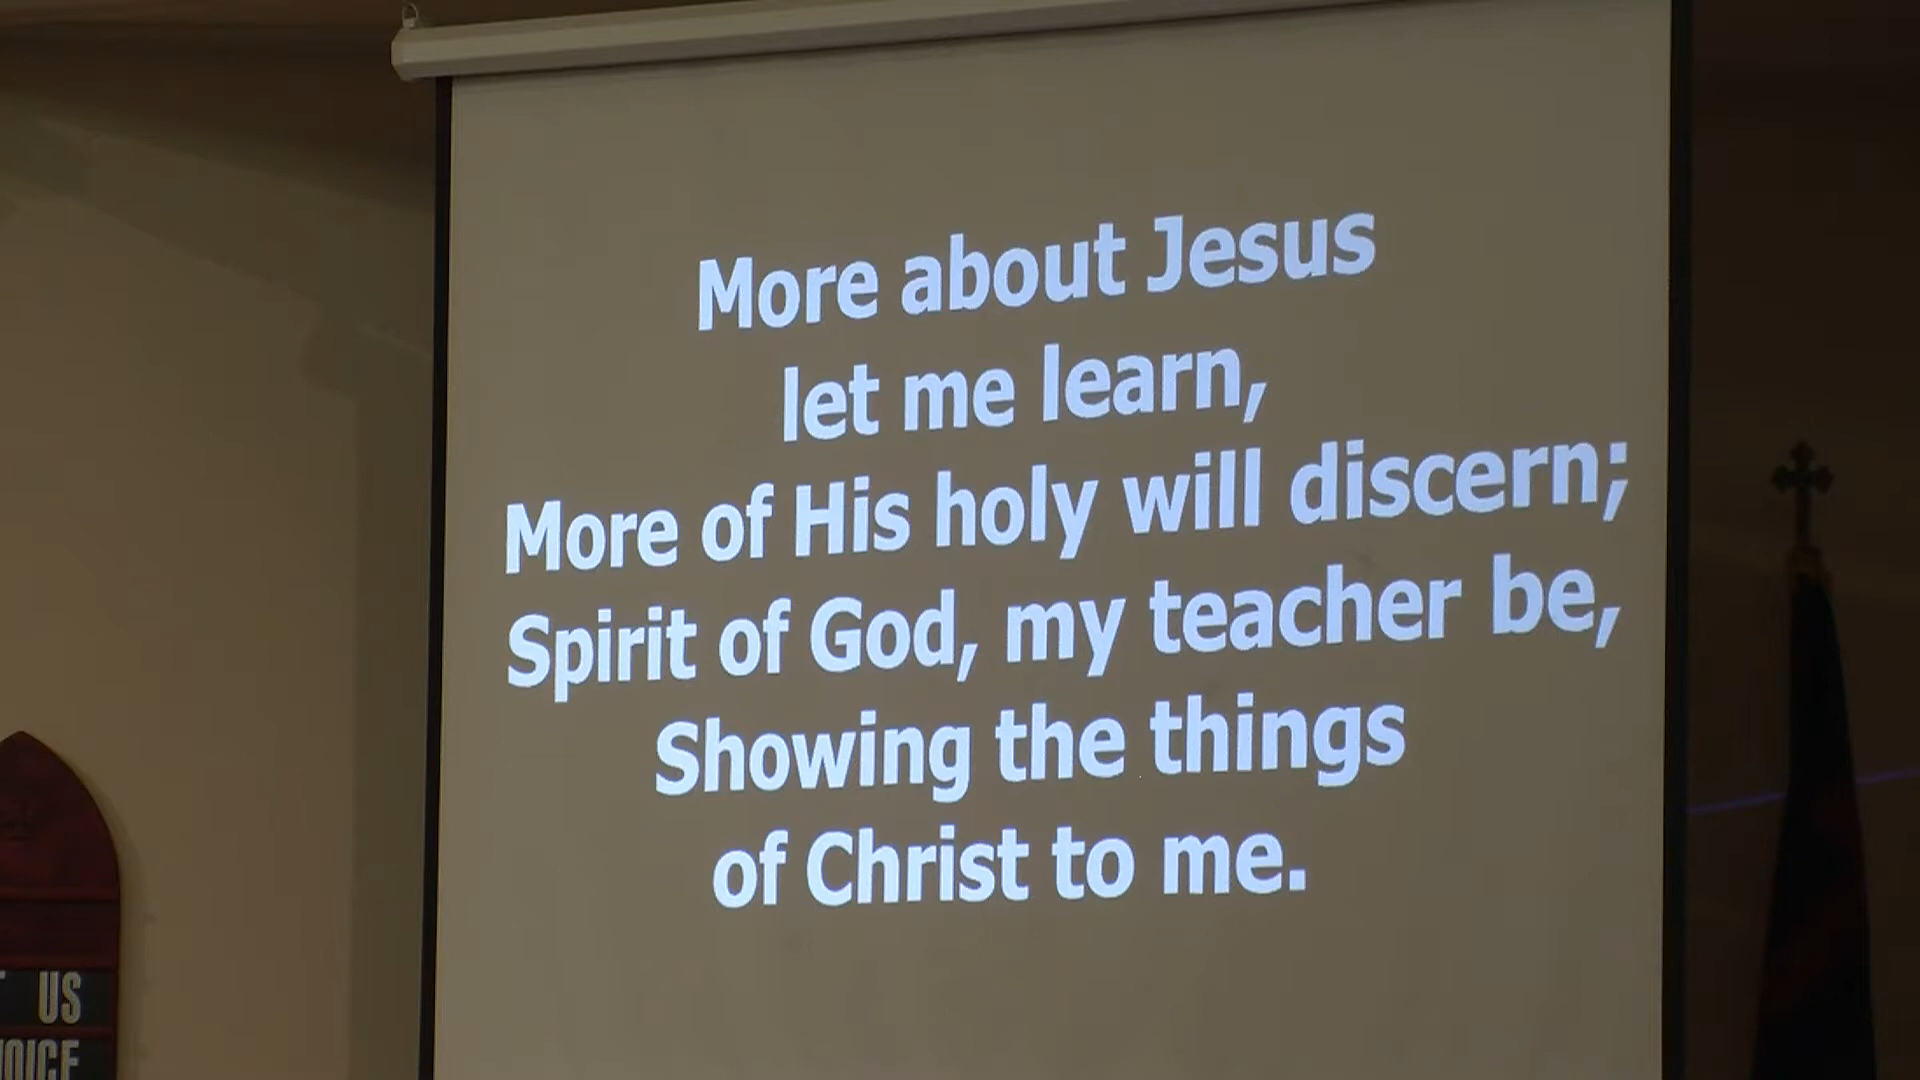 More about Jesus
let me learn,
More of His holy will discern;
Spirit of God, my teacher be,
Showing the things
of Christ to me.
US